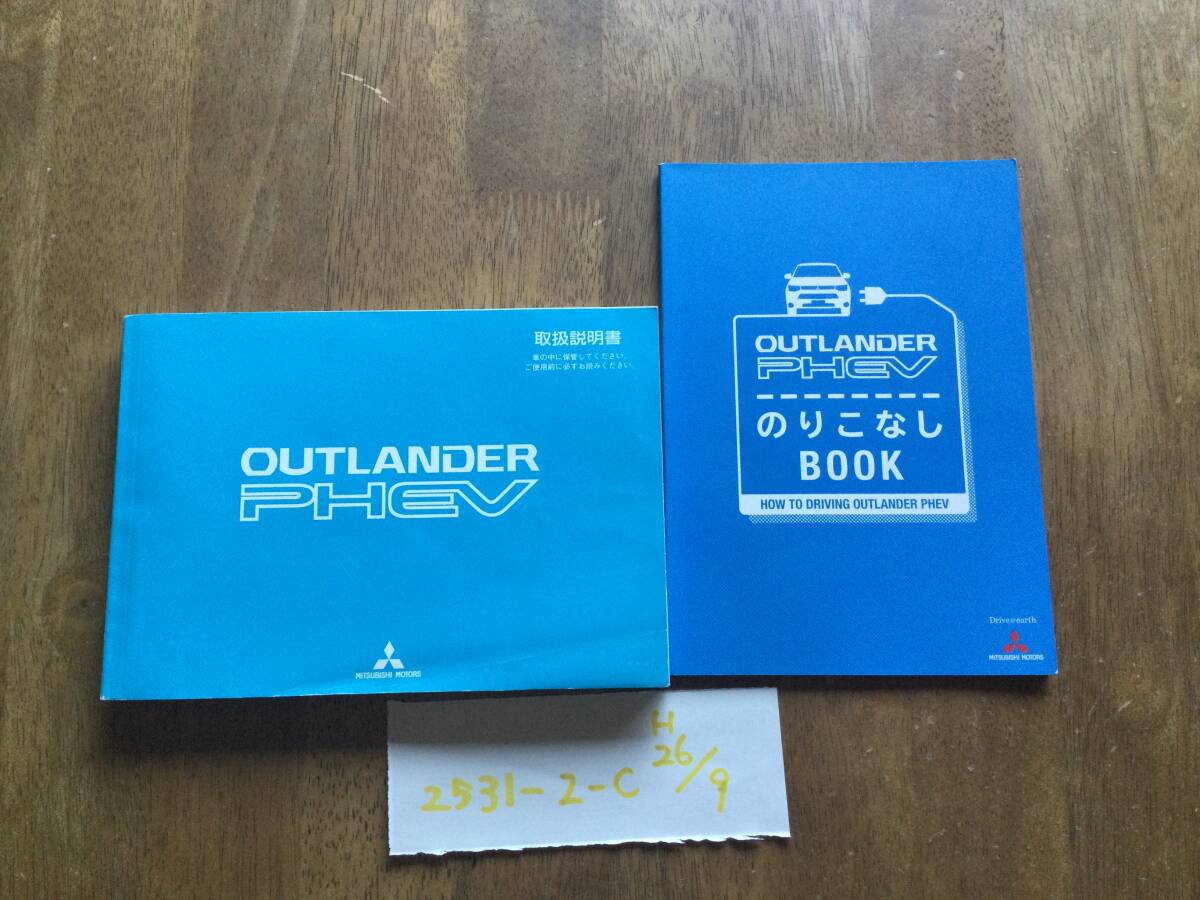 取扱説明書
車の中に保管してください。
ご使用前に必ずお読みください。
OUTLANDER
PHEV
MITSUBISHI MOTORS
OUTLANDER
PHEV
のりこなし
BOOK
HOW TO DRIVING OUTLANDER PHEV
Drive@earth
MITSUBISHI MOTORS
H
26/9
2531-2-C